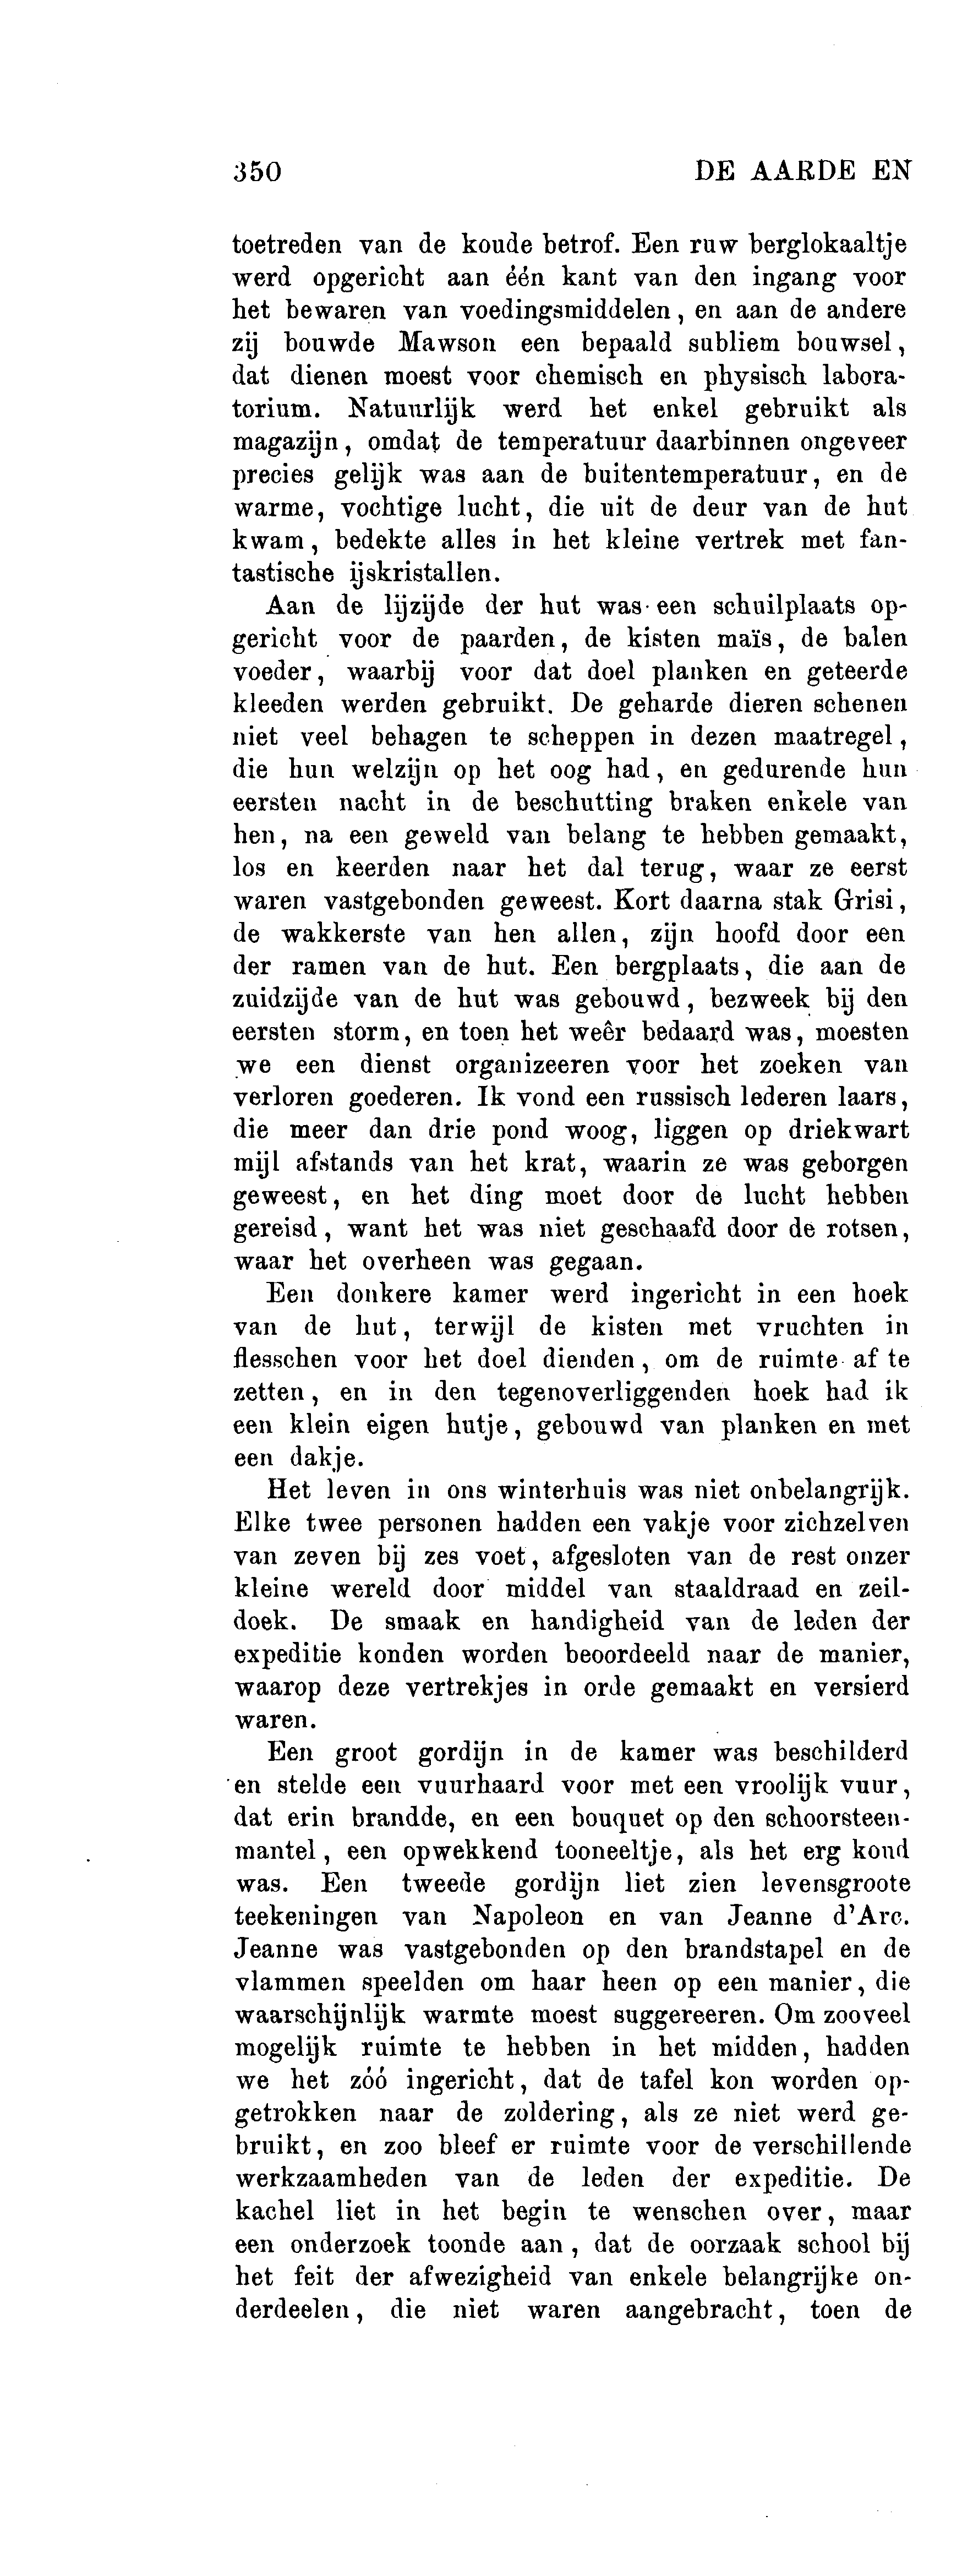 350 DE AARDE EN
toetreden van de koude betrof. Een ruw berglokaaltje
werd opgericht aan één kant van den ingang voor
het bewaren van voedingsmiddelen, en aan de andere
zij bouwde Mawson een bepaald subliem bouwsel,
dat dienen moest voor chemisch en physisch labora-
torium. Natuurlijk werd het enkel gebruikt als
magazijn, omdat de temperatuur daarbinnen ongeveer
precies gelijk was aan de buitentemperatuur, en de
warme, vochtige lucht, die uit de deur van de hut
kwam, bedekte alles in het kleine vertrek met fan-
tastische ijskristallen.
Aan de lijzijde der hut was een schuilplaats op-
gericht voor de paarden, de kisten maïs, de balen
voeder, waarbij voor dat doel planken en geteerde
kleeden werden gebruikt. De geharde dieren schenen
niet veel behagen te scheppen in dezen maatregel,
die hun welzijn op het oog had, en gedurende hun
eersten nacht in de beschutting braken enkele van
hen, na een geweld van belang te hebben gemaakt,
los en keerden naar het dal terug, waar ze eerst
waren vastgebonden geweest. Kort daarna stak Grisi,
de wakkerste van hen allen, zijn hoofd door een
der ramen van de hut. Een bergplaats, die aan de
zuidzijde van de hut was gebouwd, bezweek bij den
eersten storm, en toen het weêr bedaard was, moesten
we een dienst organizeeren voor het zoeken van
verloren goederen. Ik vond een russisch lederen laars,
die meer dan drie pond woog, liggen op driekwart
mijl afstands van het krat, waarin ze was geborgen
geweest, en het ding moet door de lucht hebben
gereisd, want het was niet geschaafd door de rotsen,
waar het overheen was gegaan.
Een donkere kamer werd ingericht in een hoek
van de hut, terwijl de kisten met vruchten in
flesschen voor het doel dienden, om de ruimte af te
zetten, en in den tegenoverliggenden hoek had ik
een klein eigen hutje, gebouwd van planken en met
een dakje.
Het leven in ons winterhuis was niet onbelangrijk.
Elke twee personen hadden een vakje voor zichzelven
van zeven bij zes voet, afgesloten van de rest onzer
kleine wereld door middel van staaldraad en zeil-
doek. De smaak en handigheid van de leden der
expeditie konden worden beoordeeld naar de manier,
waarop deze vertrekjes in orde gemaakt en versierd
waren.
Een groot gordijn in de kamer was beschilderd
en stelde een vuurhaard voor met een vroolijk vuur,
dat erin brandde, en een bouquet op den schoorsteen-
mantel, een opwekkend tooneeltje, als het erg koud
was. Een tweede gordijn liet zien levensgroote
teekeningen van Napoleon en van Jeanne d'Arc.
Jeanne was vastgebonden op den brandstapel en de
vlammen speelden om haar heen op een manier, die
waarschijnlijk warmte moest suggereeren. Om zooveel
mogelijk ruimte te hebben in het midden, hadden
we het zóó ingericht, dat de tafel kon worden op-
getrokken naar de zoldering, als ze niet werd ge-
bruikt, en zoo bleef er ruimte voor de verschillende
werkzaamheden van de leden der expeditie. De
kachel liet in het begin te wenschen over, maar
een onderzoek toonde aan, dat de oorzaak school bij
het feit der afwezigheid van enkele belangrijke on-
derdeelen, die niet waren aangebracht, toen de